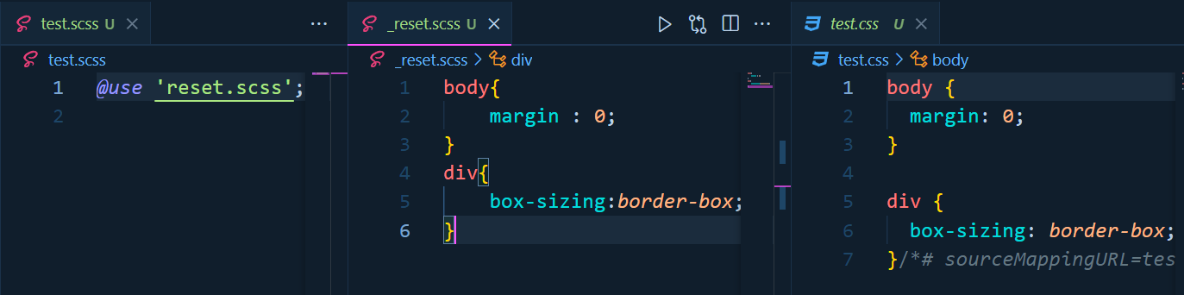 test.scss U
test.scss
1 @use 'reset.scss';
2
_reset.scss U
_reset.scss > div
1 body{
2 margin : 0;
3 }
4 div{
5 box-sizing:border-box;
6 }
test.css U
test.css > body
1 body {
2 margin: 0;
3 }
4
5 div {
6 box-sizing: border-box;
7 }/*# sourceMappingURL=tes